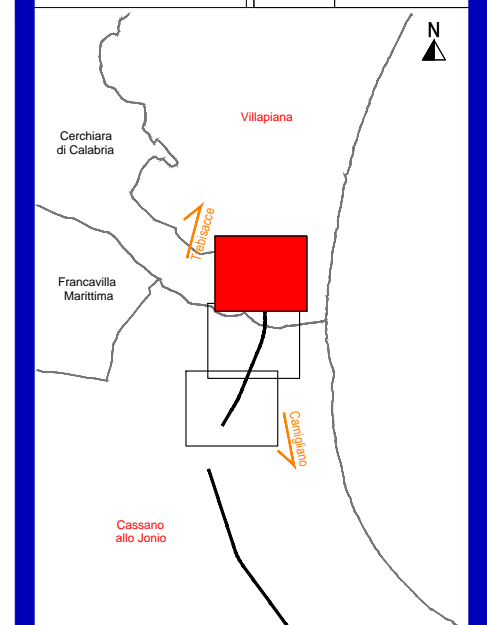 N
Villapiana
Cerchiara
di Calabria
Trebisacce
Francavilla
Marittima
Camigliano
Cassano
allo Jonio